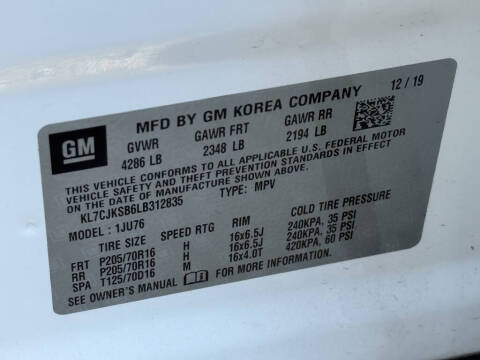 12/19
MFD BY GM KOREA COMPANY
GM
GVWR GAWR FRT GAWR RR
4286 LB 2348 LB 2194 LB
THIS VEHICLE CONFORMS TO ALL APPLICABLE U.S. FEDERAL MOTOR
VEHICLE SAFETY AND THEFT PREVENTION STANDARDS IN EFFECT
ON THE DATE OF MANUFACTURE SHOWN ABOVE.
KL7CJKSB6LB312835 TYPE: MPV
MODEL: 1JU76
TIRE SIZE SPEED RTG RIM COLD TIRE PRESSURE
FRT P205/70R16 H 16x6.5J 240KPA, 35 PSI
RR P205/70R16 H 16x6.5J 240KPA, 35 PSI
SPA T125/70D16 M 16x4.0T 420KPA, 60 PSI
SEE OWNER'S MANUAL FOR MORE INFORMATION